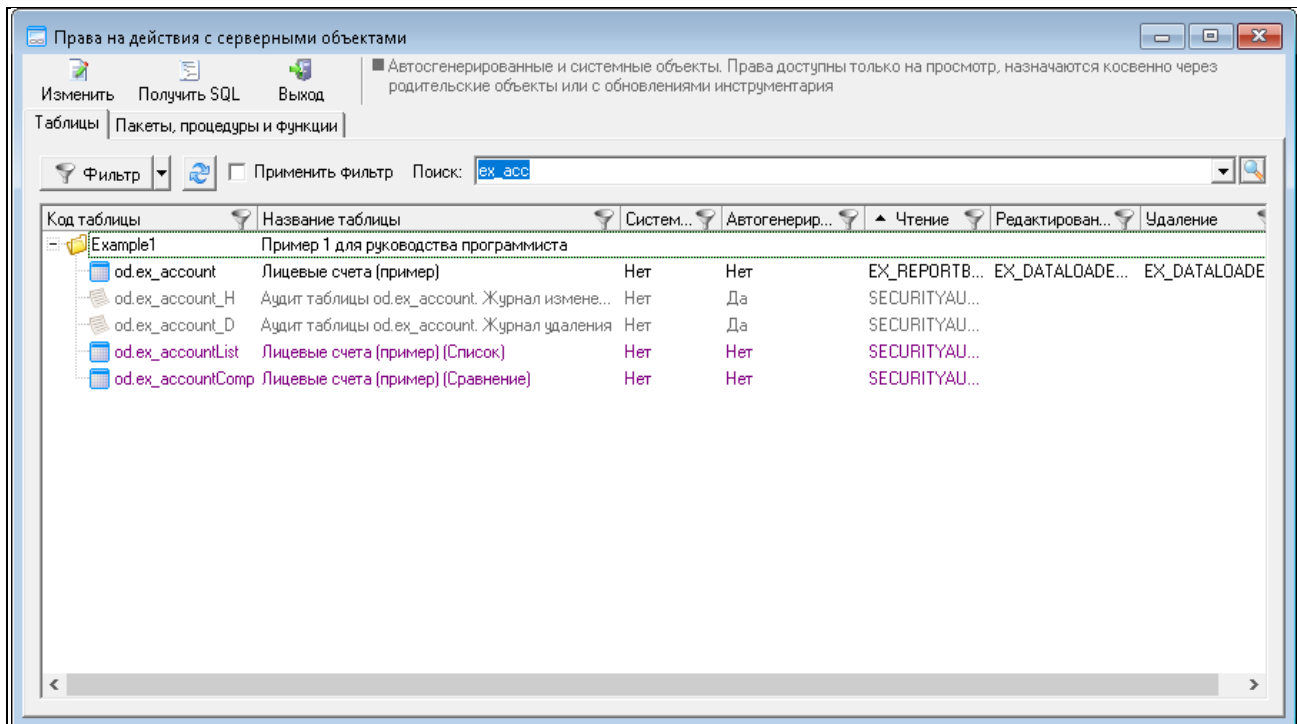 Права на действия с серверными объектами
Изменить Получить SQL Выход
Автосгенерированные и системные объекты. Права доступны только на просмотр, назначаются косвенно через
родительские объекты или с обновлениями инструментария
Таблицы Пакеты, процедуры и функции
Фильтр Применить фильтр Поиск: ex_acc
Код таблицы Название таблицы Систем... Автогенерир... Чтение Редактирован... Удаление
Example1 Пример 1 для руководства программиста
od.ex_account Лицевые счета (пример) Нет Нет EX_REPORTB... EX_DATALOADE... EX_DATALOADE
od.ex_account_H Аудит таблицы od.ex_account. Журнал измене... Нет Да SECURITYAU...
od.ex_account_D Аудит таблицы od.ex_account. Журнал удаления Нет Да SECURITYAU...
od.ex_accountList Лицевые счета (пример) (Список) Нет Нет SECURITYAU...
od.ex_accountComp Лицевые счета (пример) (Сравнение) Нет Нет SECURITYAU...